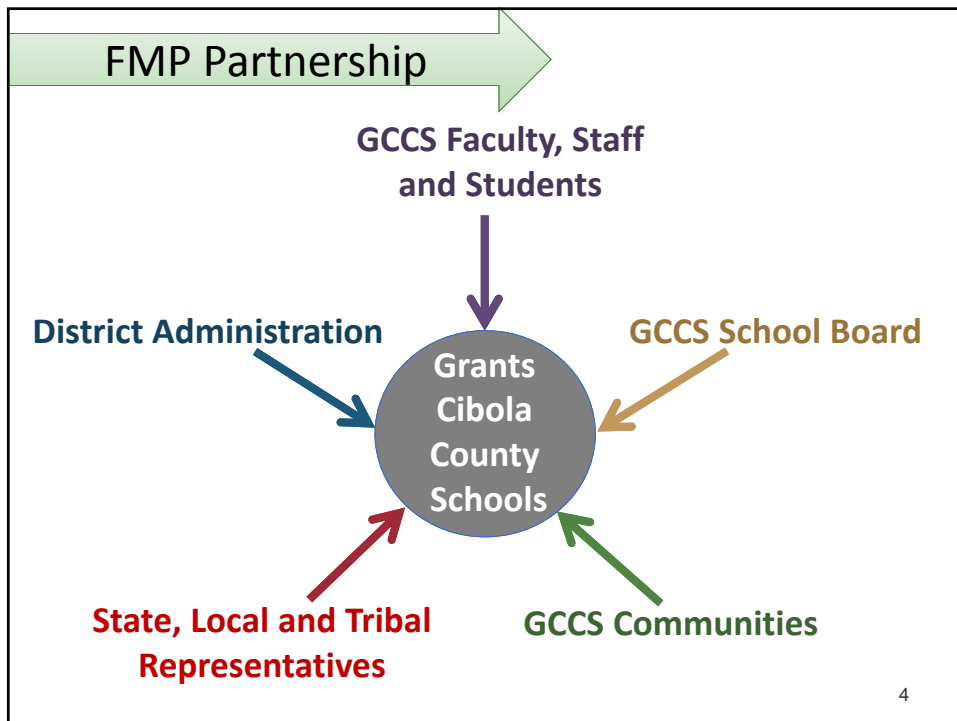 FMP Partnership
GCCS Faculty, Staff
and Students
District Administration
GCCS School Board
Grants
Cibola
County
Schools
State, Local and Tribal
Representatives
GCCS Communities
4